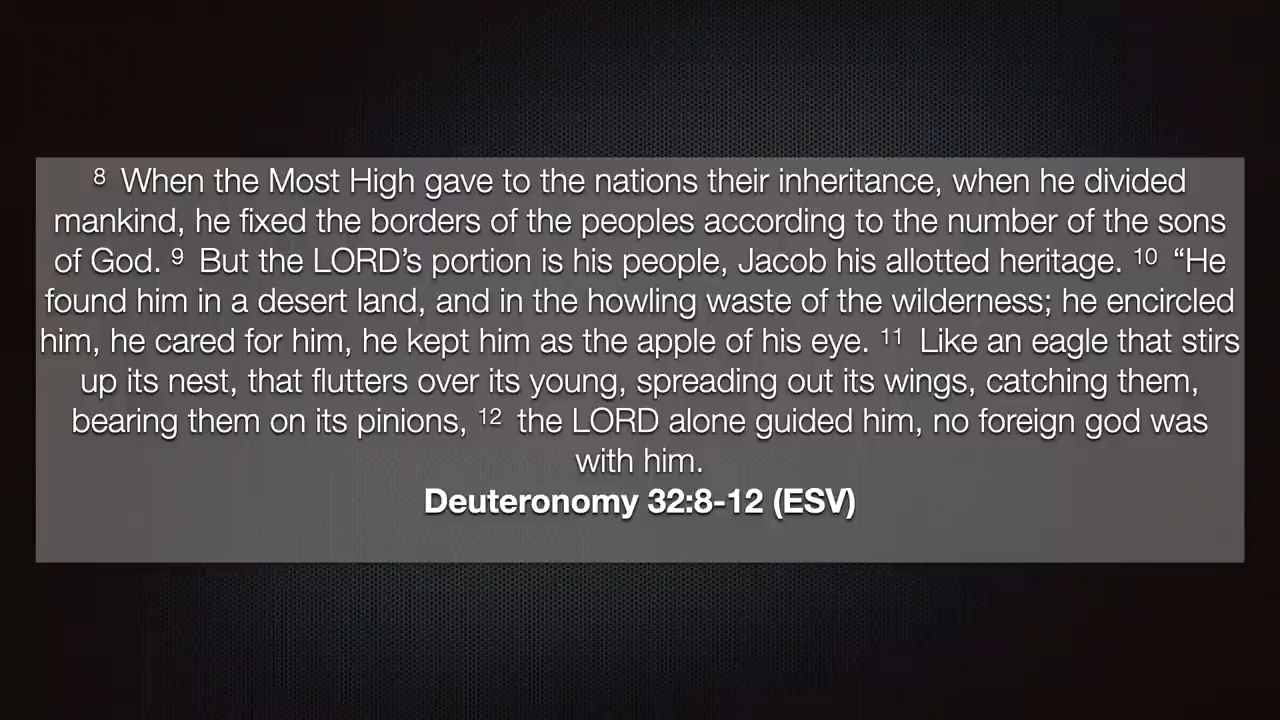 8 When the Most High gave to the nations their inheritance, when he divided
mankind, he fixed the borders of the peoples according to the number of the sons
of God. 9 But the LORD’s portion is his people, Jacob his allotted heritage. 10 “He
found him in a desert land, and in the howling waste of the wilderness; he encircled
him, he cared for him, he kept him as the apple of his eye. 11 Like an eagle that stirs
up its nest, that flutters over its young, spreading out its wings, catching them,
bearing them on its pinions, 12 the LORD alone guided him, no foreign god was
with him.
Deuteronomy 32:8-12 (ESV)